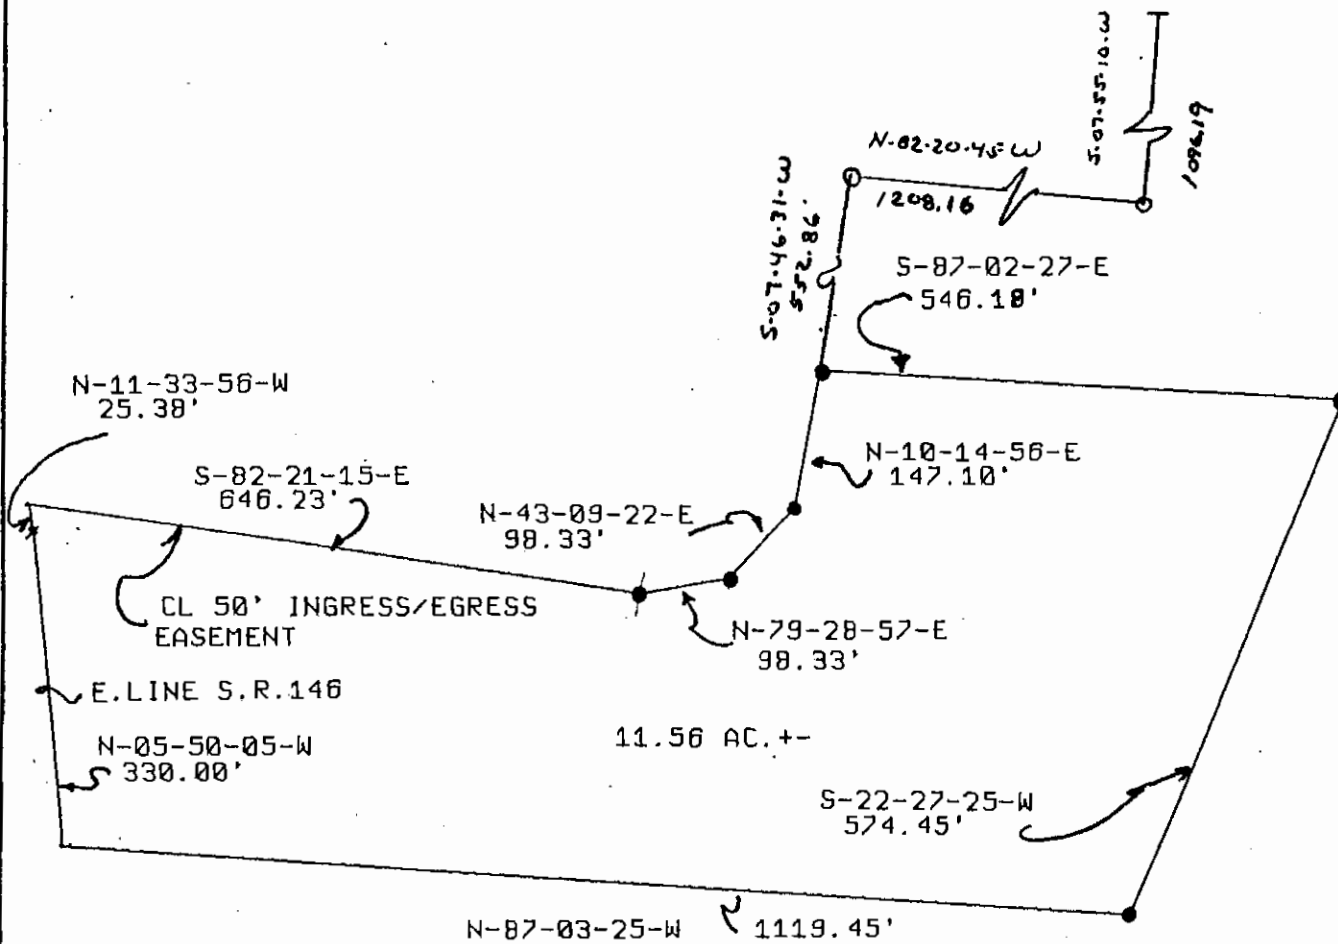 S-07-55-10-W
1096.19
N-82-20-45-W
1208.16
S-07-46-31-W
552.86'
S-87-02-27-E
546.18'
N-11-33-56-W
25.38'
S-82-21-15-E
646.23'
N-43-09-22-E
98.33'
N-10-14-56-E
147.10'
CL 50' INGRESS/EGRESS
EASEMENT
N-79-28-57-E
98.33'
E.LINE S.R.146
N-05-50-05-W
330.00'
11.56 AC.+-
S-22-27-25-W
574.45'
N-87-03-25-W
1119.45'